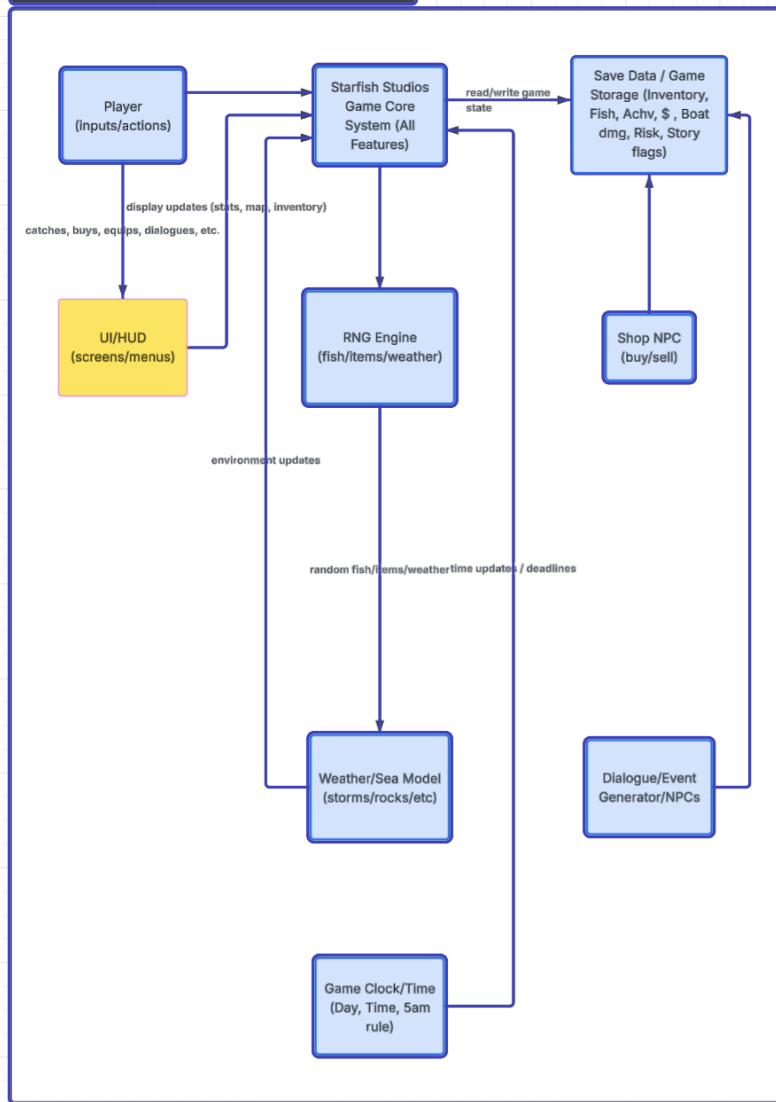 Player
(inputs/actions)
Starfish Studios
Game Core
System (All
Features)
read/write game
state
Save Data / Game
Storage (Inventory,
Fish, Achv, $ , Boat
dmg, Risk, Story
flags)
display updates (stats, map, inventory)
catches, buys, equips, dialogues, etc.
UI/HUD
(screens/menus)
RNG Engine
(fish/items/weather)
Shop NPC
(buy/sell)
environment updates
random fish/items/weather
time updates / deadlines
Weather/Sea Model
(storms/rocks/etc)
Dialogue/Event
Generator/NPCs
Game Clock/Time
(Day, Time, 5am
rule)